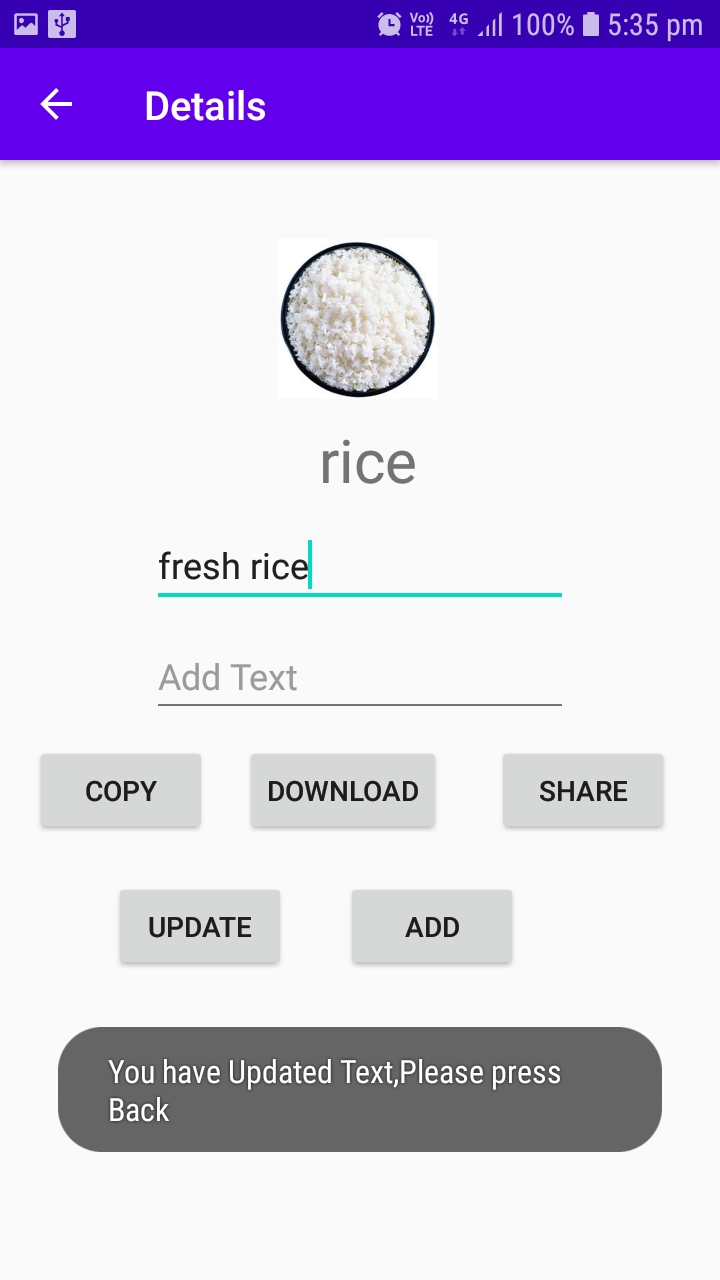 Vo)) LTE 4G 100% 5:35 pm
Details
rice
fresh rice
Add Text
COPY DOWNLOAD SHARE
UPDATE ADD
You have Updated Text,Please press
Back